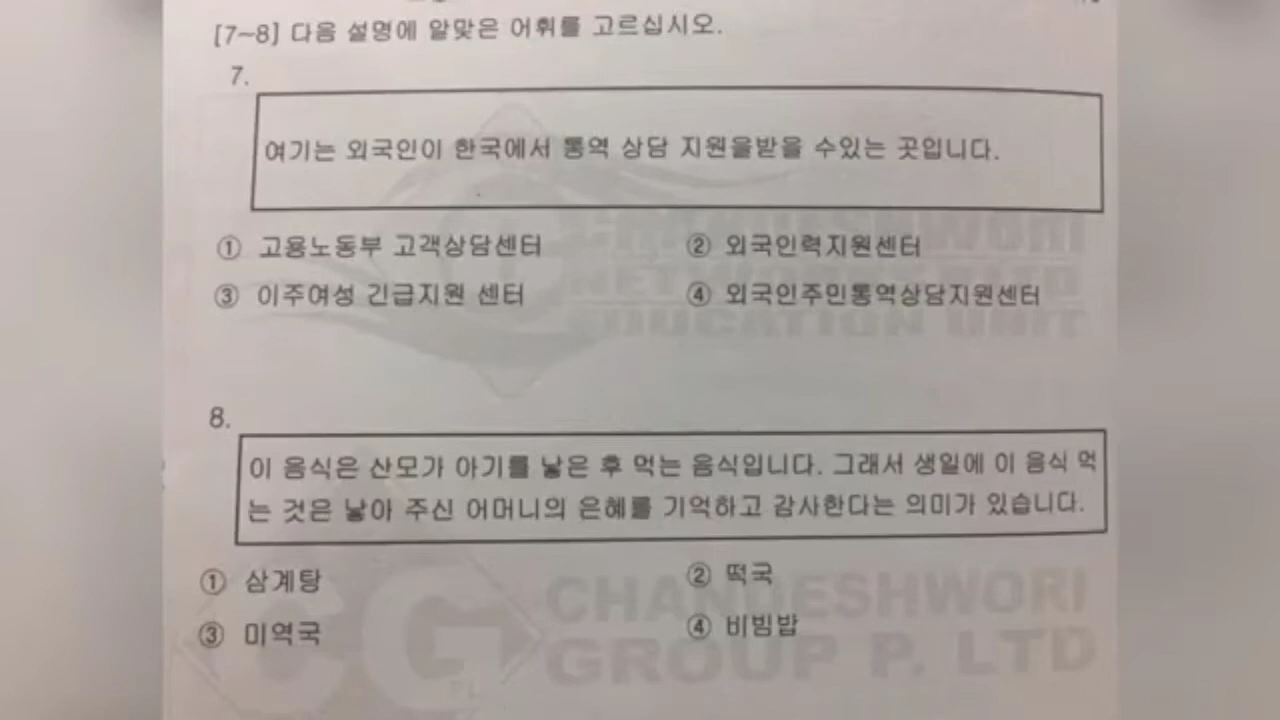 [7~8] 다음 설명에 알맞은 어휘를 고르십시오.
7.
여기는 외국인이 한국에서 통역 상담 지원을받을 수있는 곳입니다.
① 고용노동부 고객상담센터
② 외국인력지원센터
③ 이주여성 긴급지원 센터
④ 외국인주민통역상담지원센터
CHANDESHWORI
EDUCATION UNIT
8.
이 음식은 산모가 아기를 낳은 후 먹는 음식입니다. 그래서 생일에 이 음식 먹
는 것은 낳아 주신 어머니의 은혜를 기억하고 감사한다는 의미가 있습니다.
① 삼계탕
② 떡국
③ 미역국
④ 비빔밥
CG
CHANDESHWORI
GROUP P. LTD